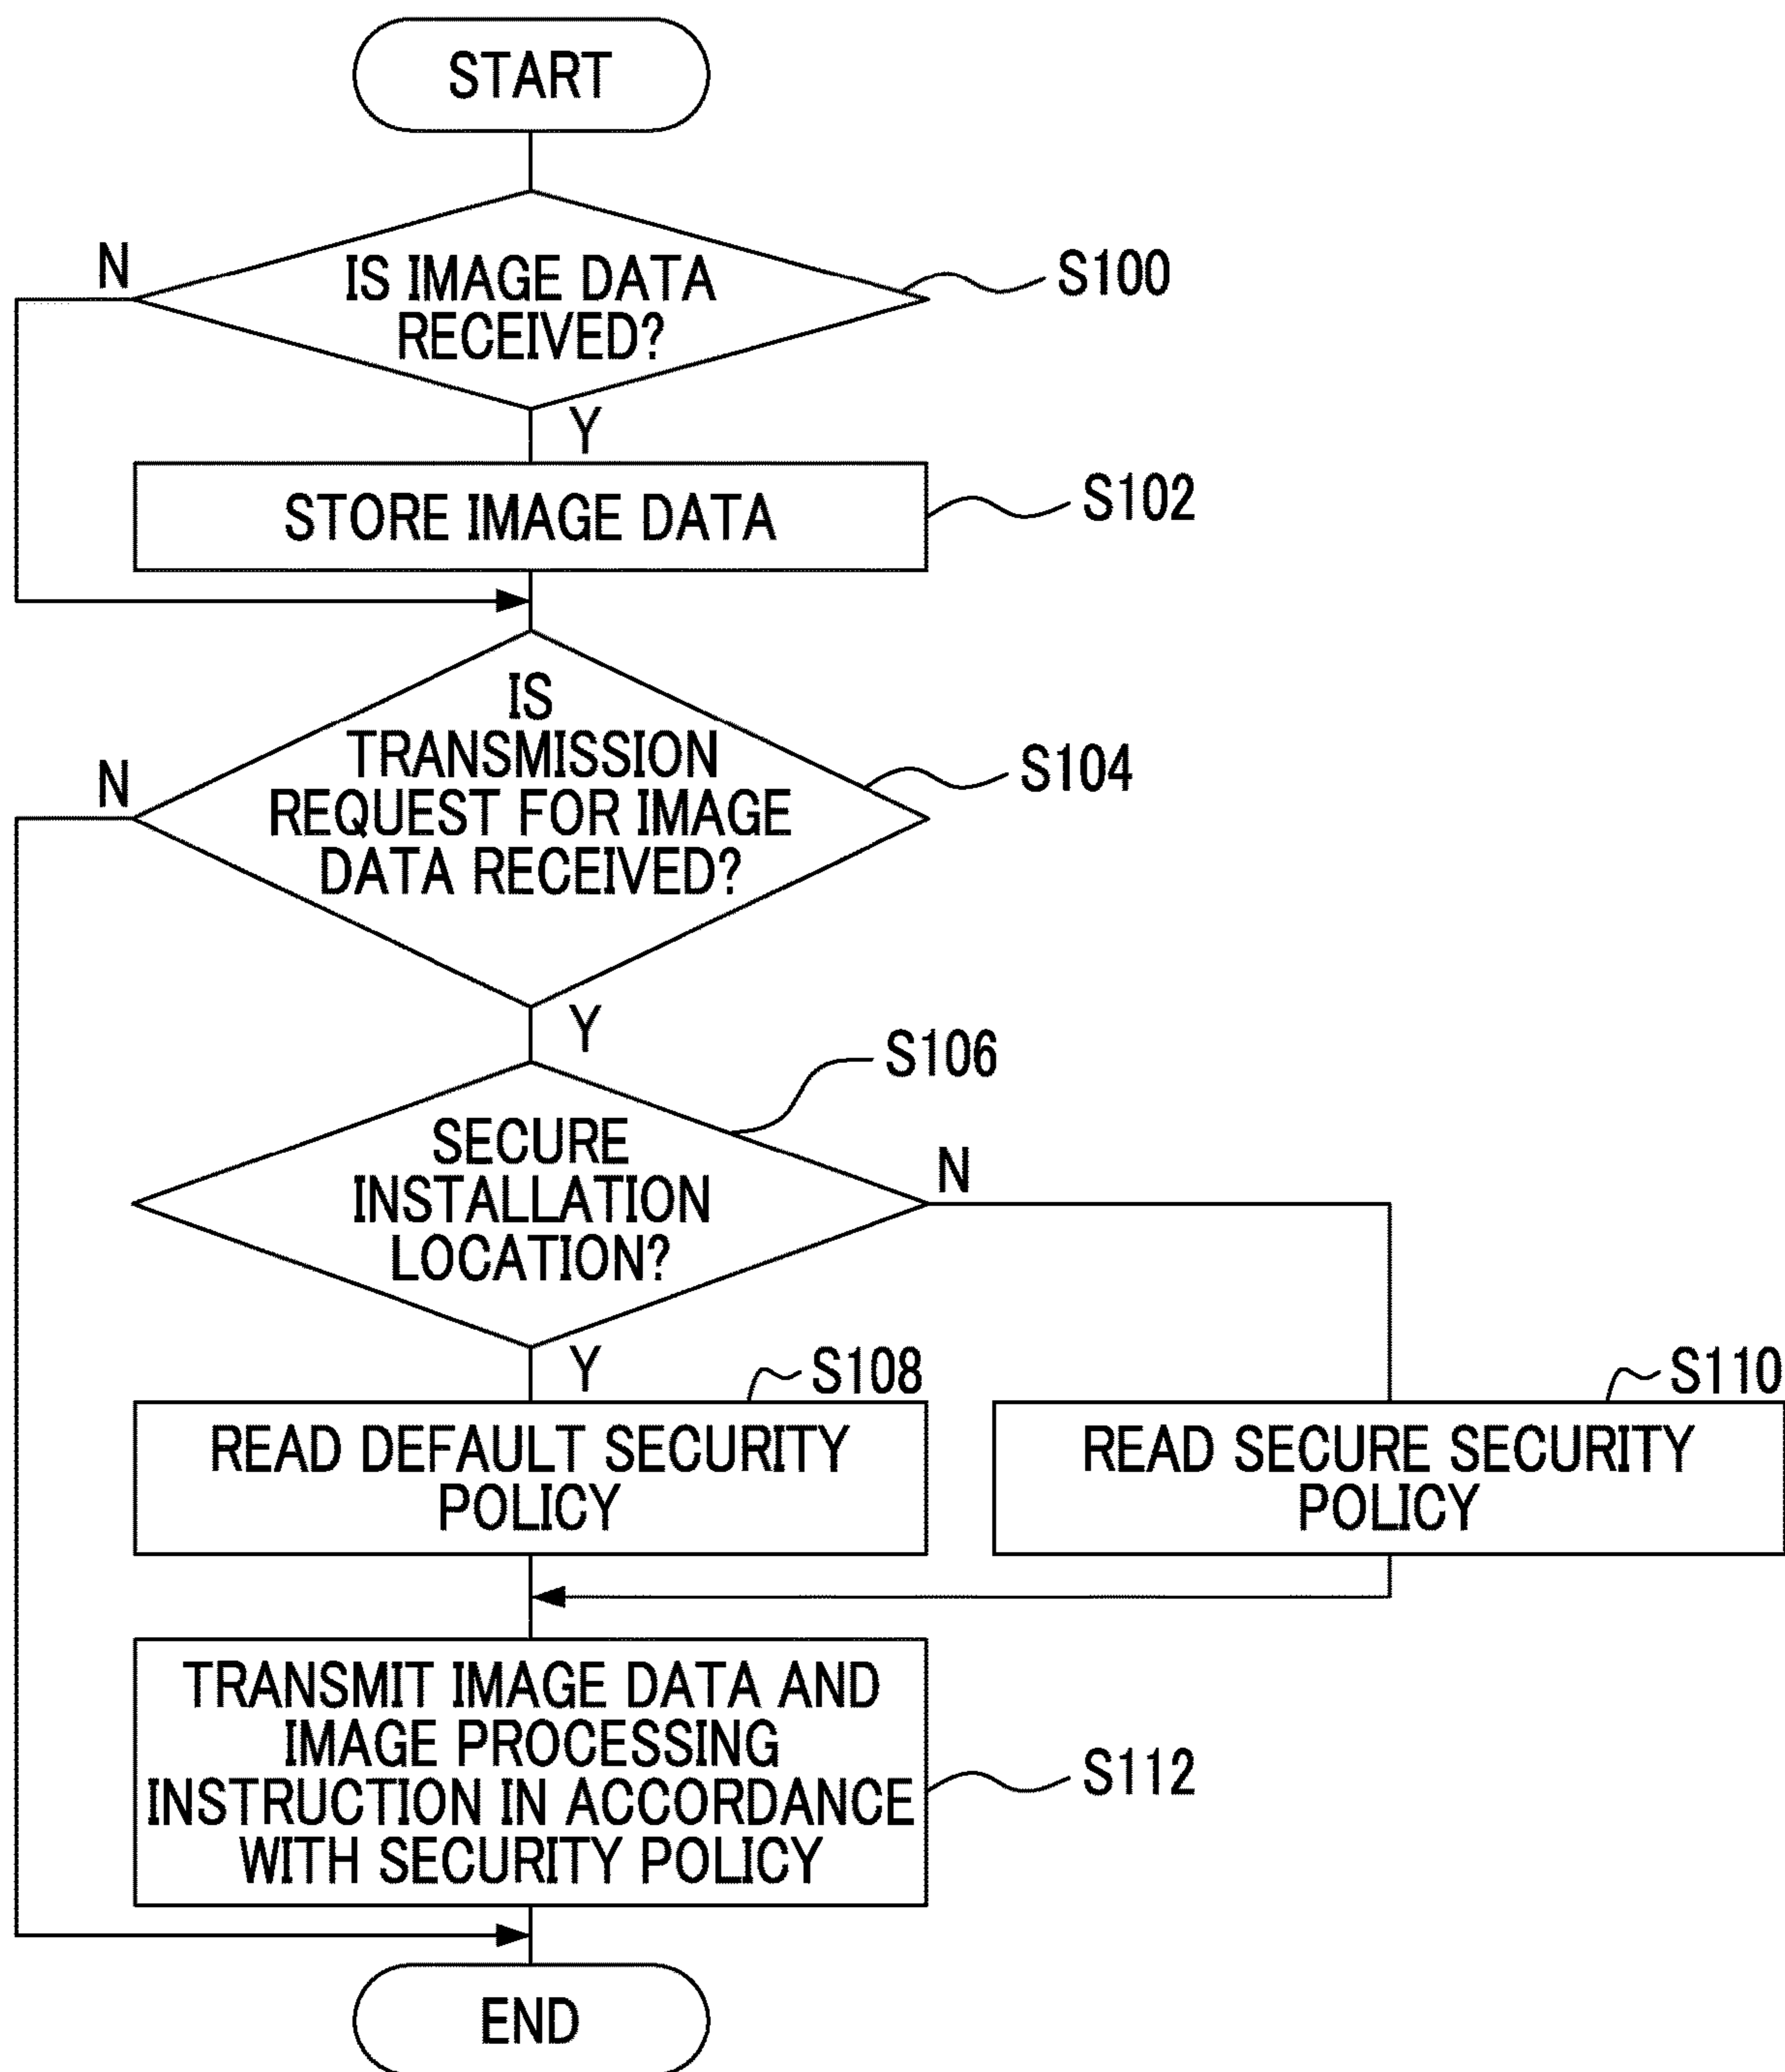 START
N
IS IMAGE DATA
RECEIVED?
S100
Y
STORE IMAGE DATA
S102
IS
TRANSMISSION
REQUEST FOR IMAGE
DATA RECEIVED?
N
S104
Y
S106
SECURE
INSTALLATION
LOCATION?
N
Y
S108
S110
READ DEFAULT SECURITY
POLICY
READ SECURE SECURITY
POLICY
TRANSMIT IMAGE DATA AND
IMAGE PROCESSING
INSTRUCTION IN ACCORDANCE
WITH SECURITY POLICY
S112
END